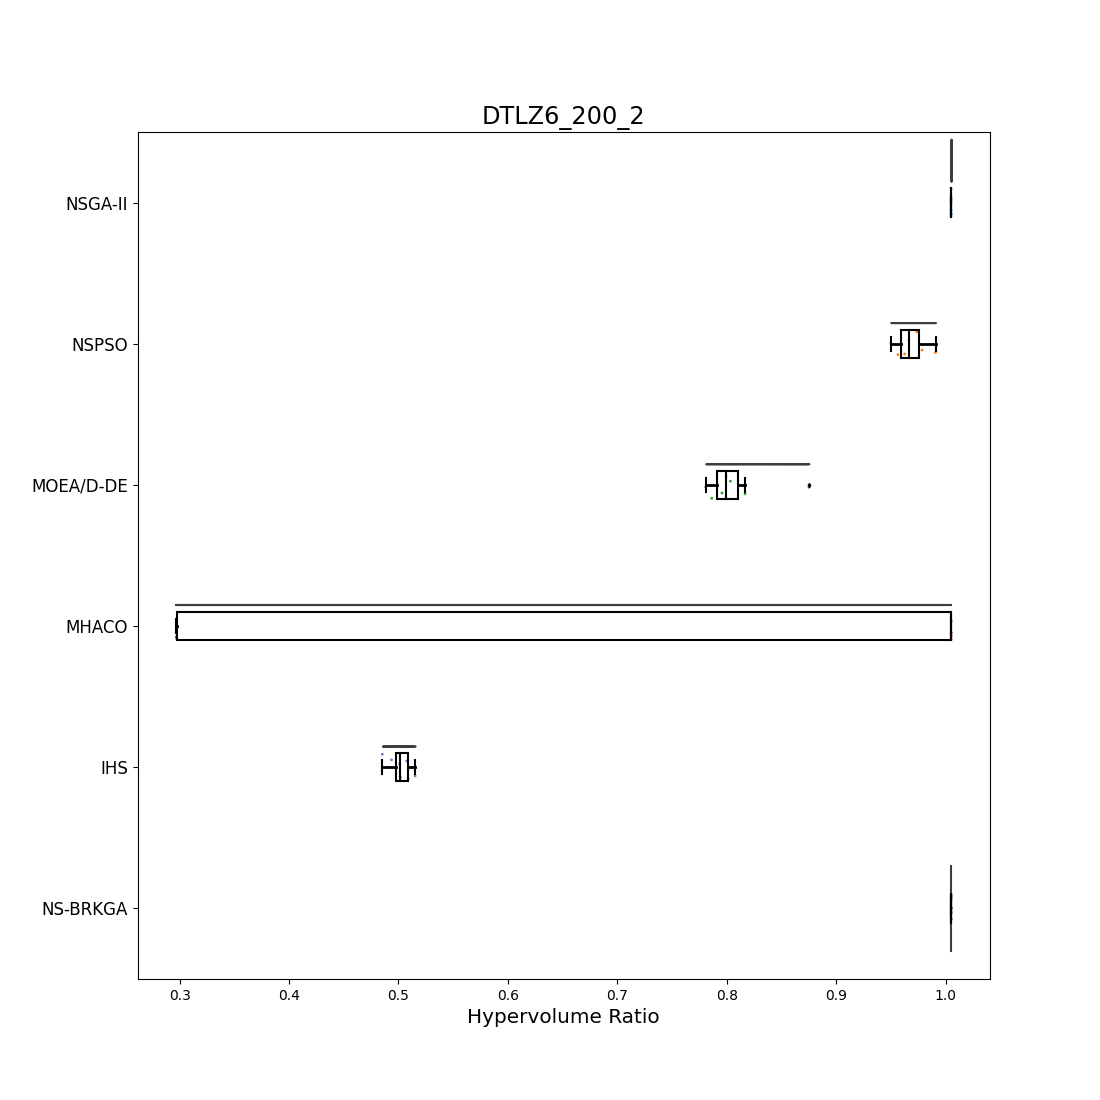 DTLZ6_200_2
NSGA-II
NSPSO
MOEA/D-DE
MHACO
IHS
NS-BRKGA
0.3 0.4 0.5 0.6 0.7 0.8 0.9 1.0
Hypervolume Ratio